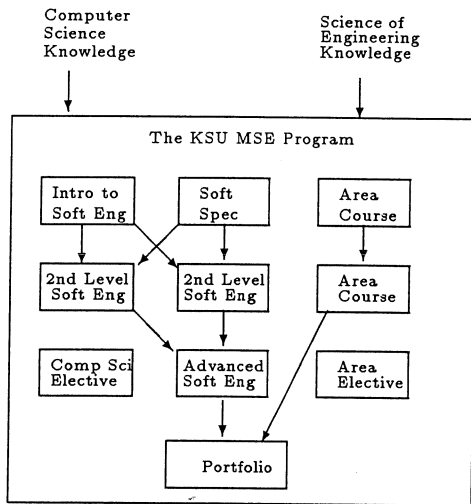 Computer
Science
Knowledge
Science of
Engineering
Knowledge
The KSU MSE Program
Intro to
Soft Eng
Soft
Spec
Area
Course
2nd Level
Soft Eng
2nd Level
Soft Eng
Area
Course
Comp Sci
Elective
Advanced
Soft Eng
Area
Elective
Portfolio